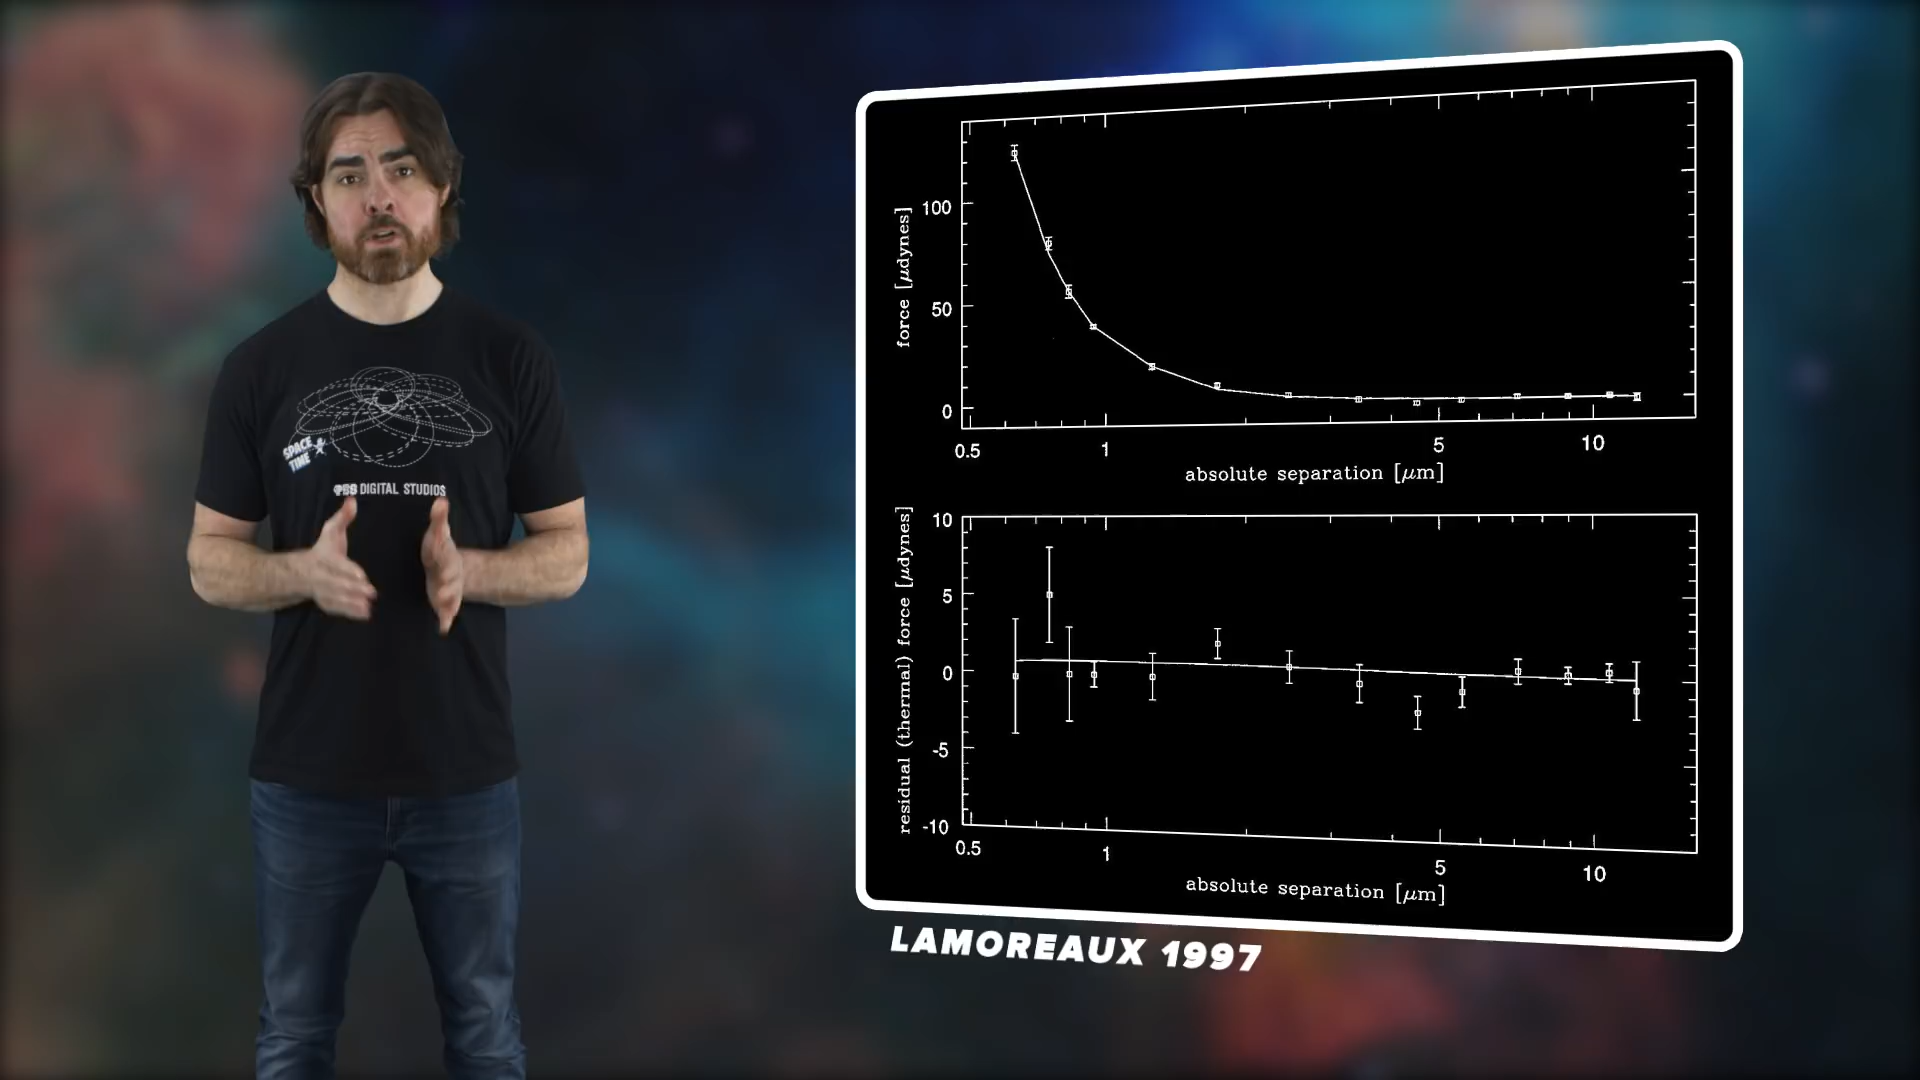 SPACE
TIME
PBS DIGITAL STUDIOS
force [μdynes]
100
50
0
0.5 1 5 10
absolute separation [μm]
residual (thermal) force [μdynes]
10
5
0
-5
-10
0.5 1 5 10
absolute separation [μm]
LAMOREAUX 1997